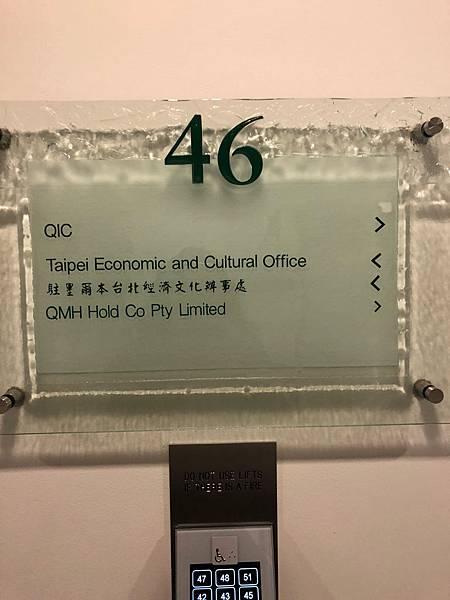 46
QIC >
Taipei Economic and Cultural Office <
駐墨爾本台北經濟文化辦事處 <
QMH Hold Co Pty Limited >
DO NOT USE LIFTS
IF THERE IS A FIRE
47 48 51
42 43 45